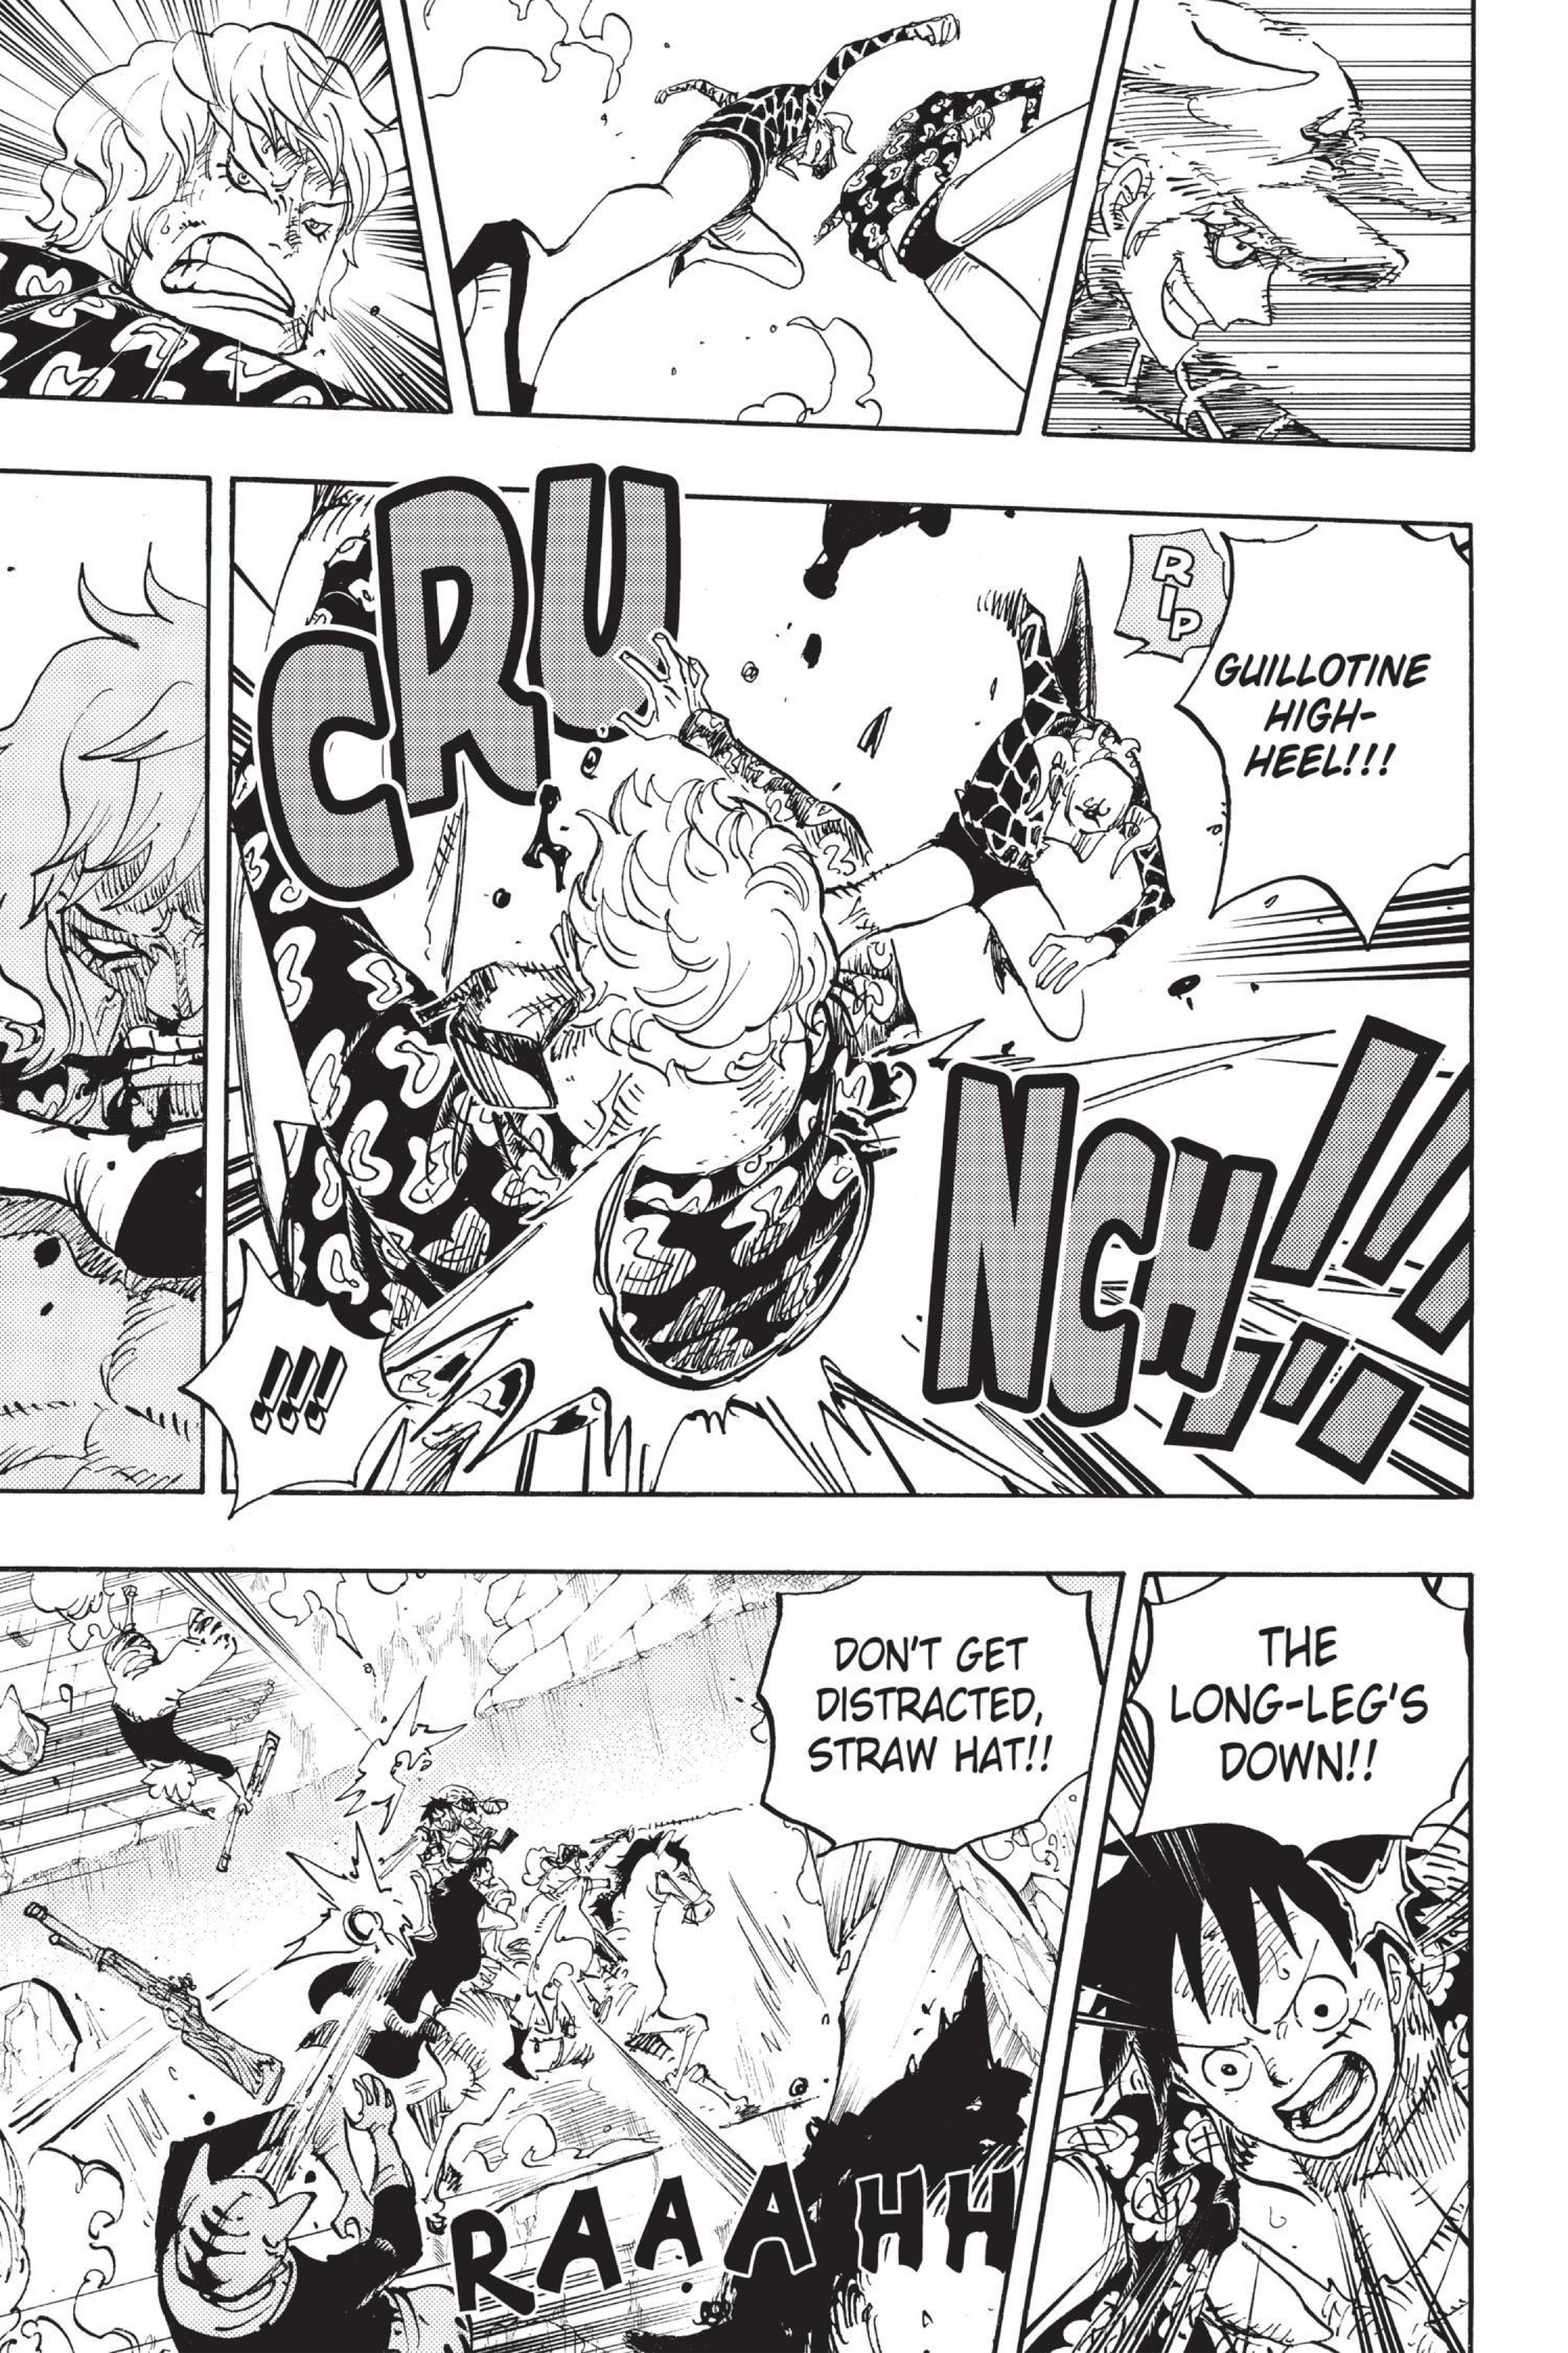 RIP
GUILLOTINE
HIGH-
HEEL!!!
CRU
NCH!!!
!!!
THE
LONG-LEG'S
DOWN!!
DON'T GET
DISTRACTED,
STRAW HAT!!
RAAAHH